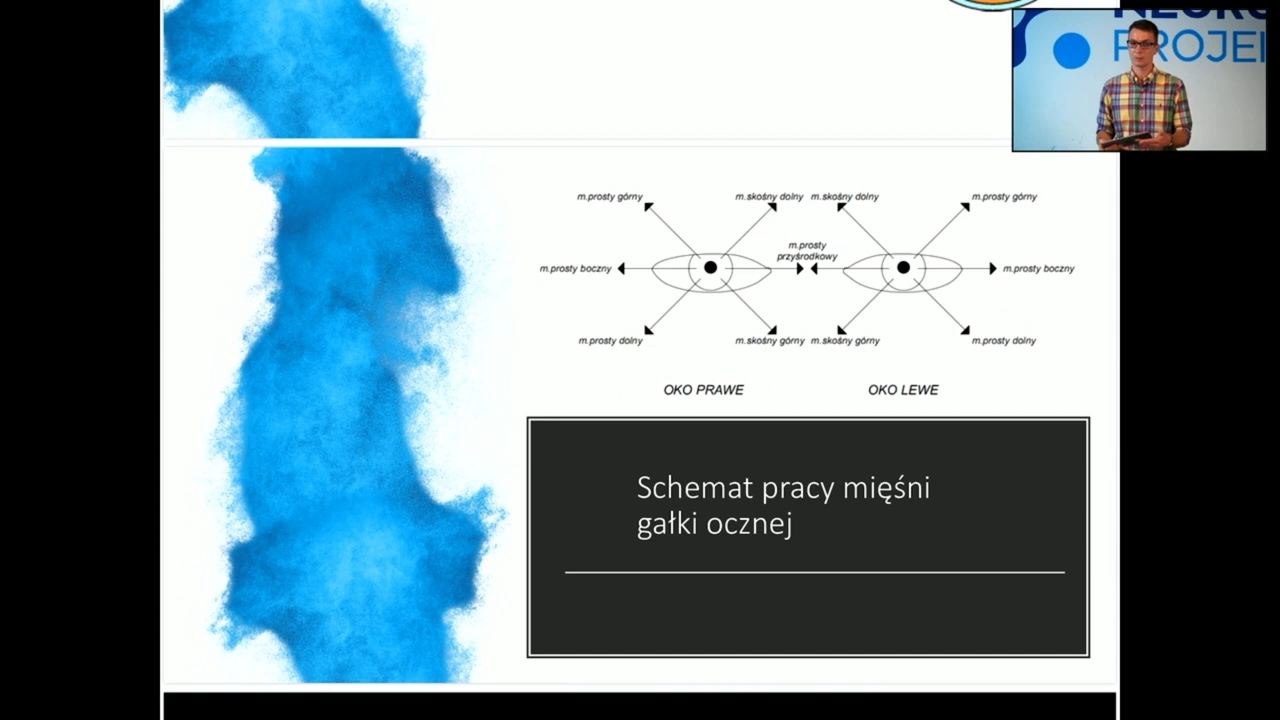 PROJE
m.prosty górny
m.skośny dolny
m.skośny dolny
m.prosty górny
m.prosty
przyśrodkowy
m.prosty boczny
m.prosty boczny
m.prosty dolny
m.skośny górny
m.skośny górny
m.prosty dolny
OKO PRAWE
OKO LEWE
Schemat pracy mięśni
gałki ocznej